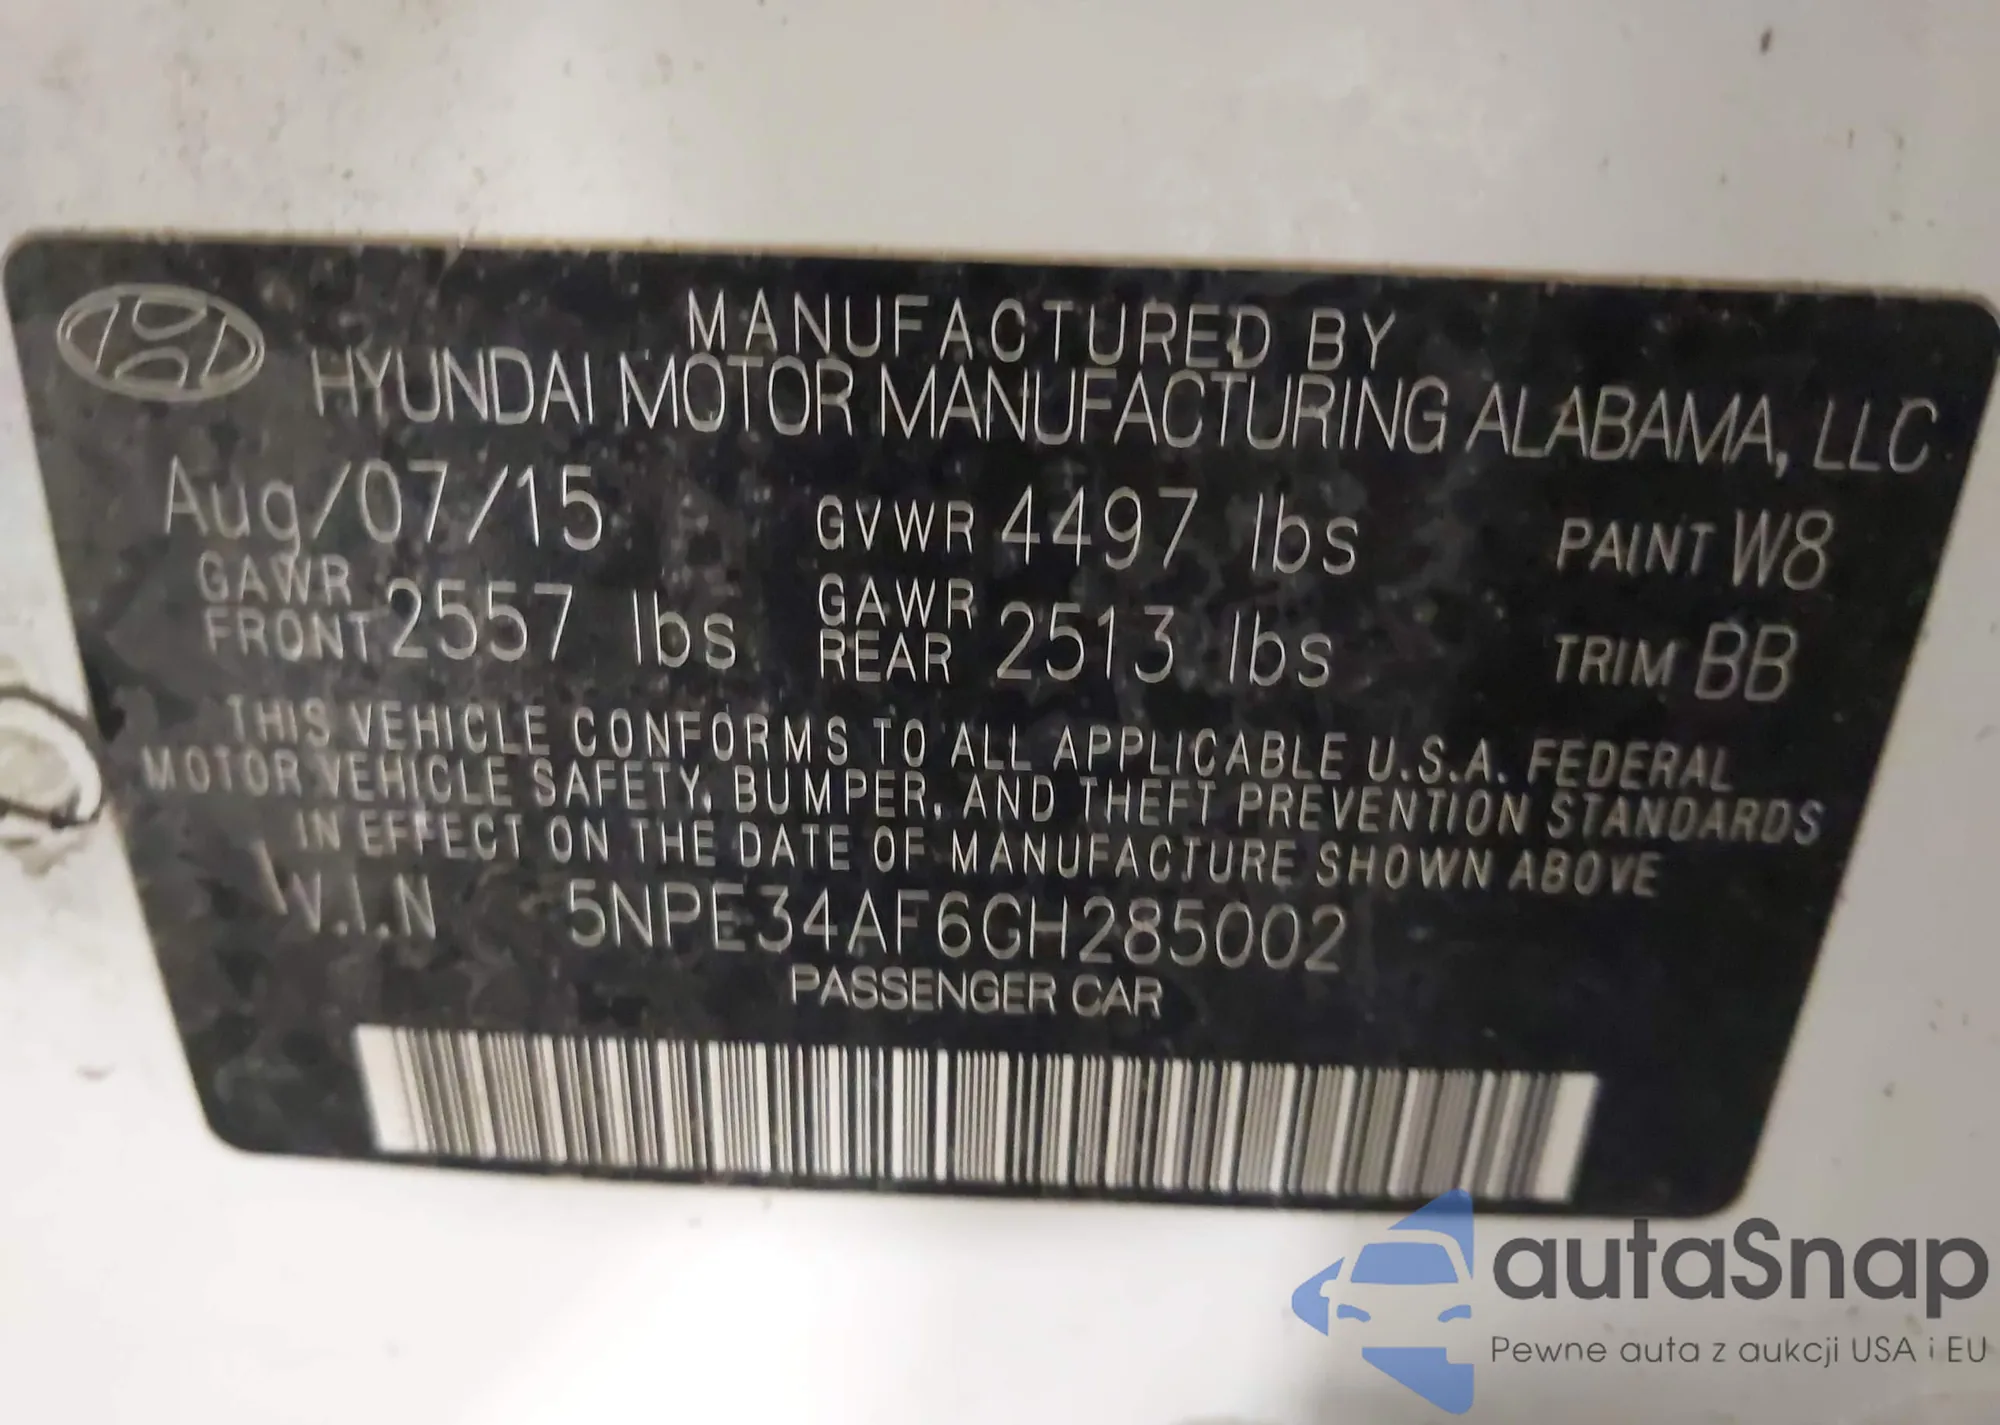 MANUFACTURED BY
HYUNDAI MOTOR MANUFACTURING ALABAMA, LLC
Aug/07/15 GVWR 4497 lbs PAINT W8
GAWR FRONT 2557 lbs GAWR REAR 2513 lbs TRIM BB
THIS VEHICLE CONFORMS TO ALL APPLICABLE U.S.A. FEDERAL
MOTOR VEHICLE SAFETY, BUMPER, AND THEFT PREVENTION STANDARDS
IN EFFECT ON THE DATE OF MANUFACTURE SHOWN ABOVE
V.I.N 5NPE34AF6GH285002
PASSENGER CAR
autaSnap
Pewne auta z aukcji USA i EU